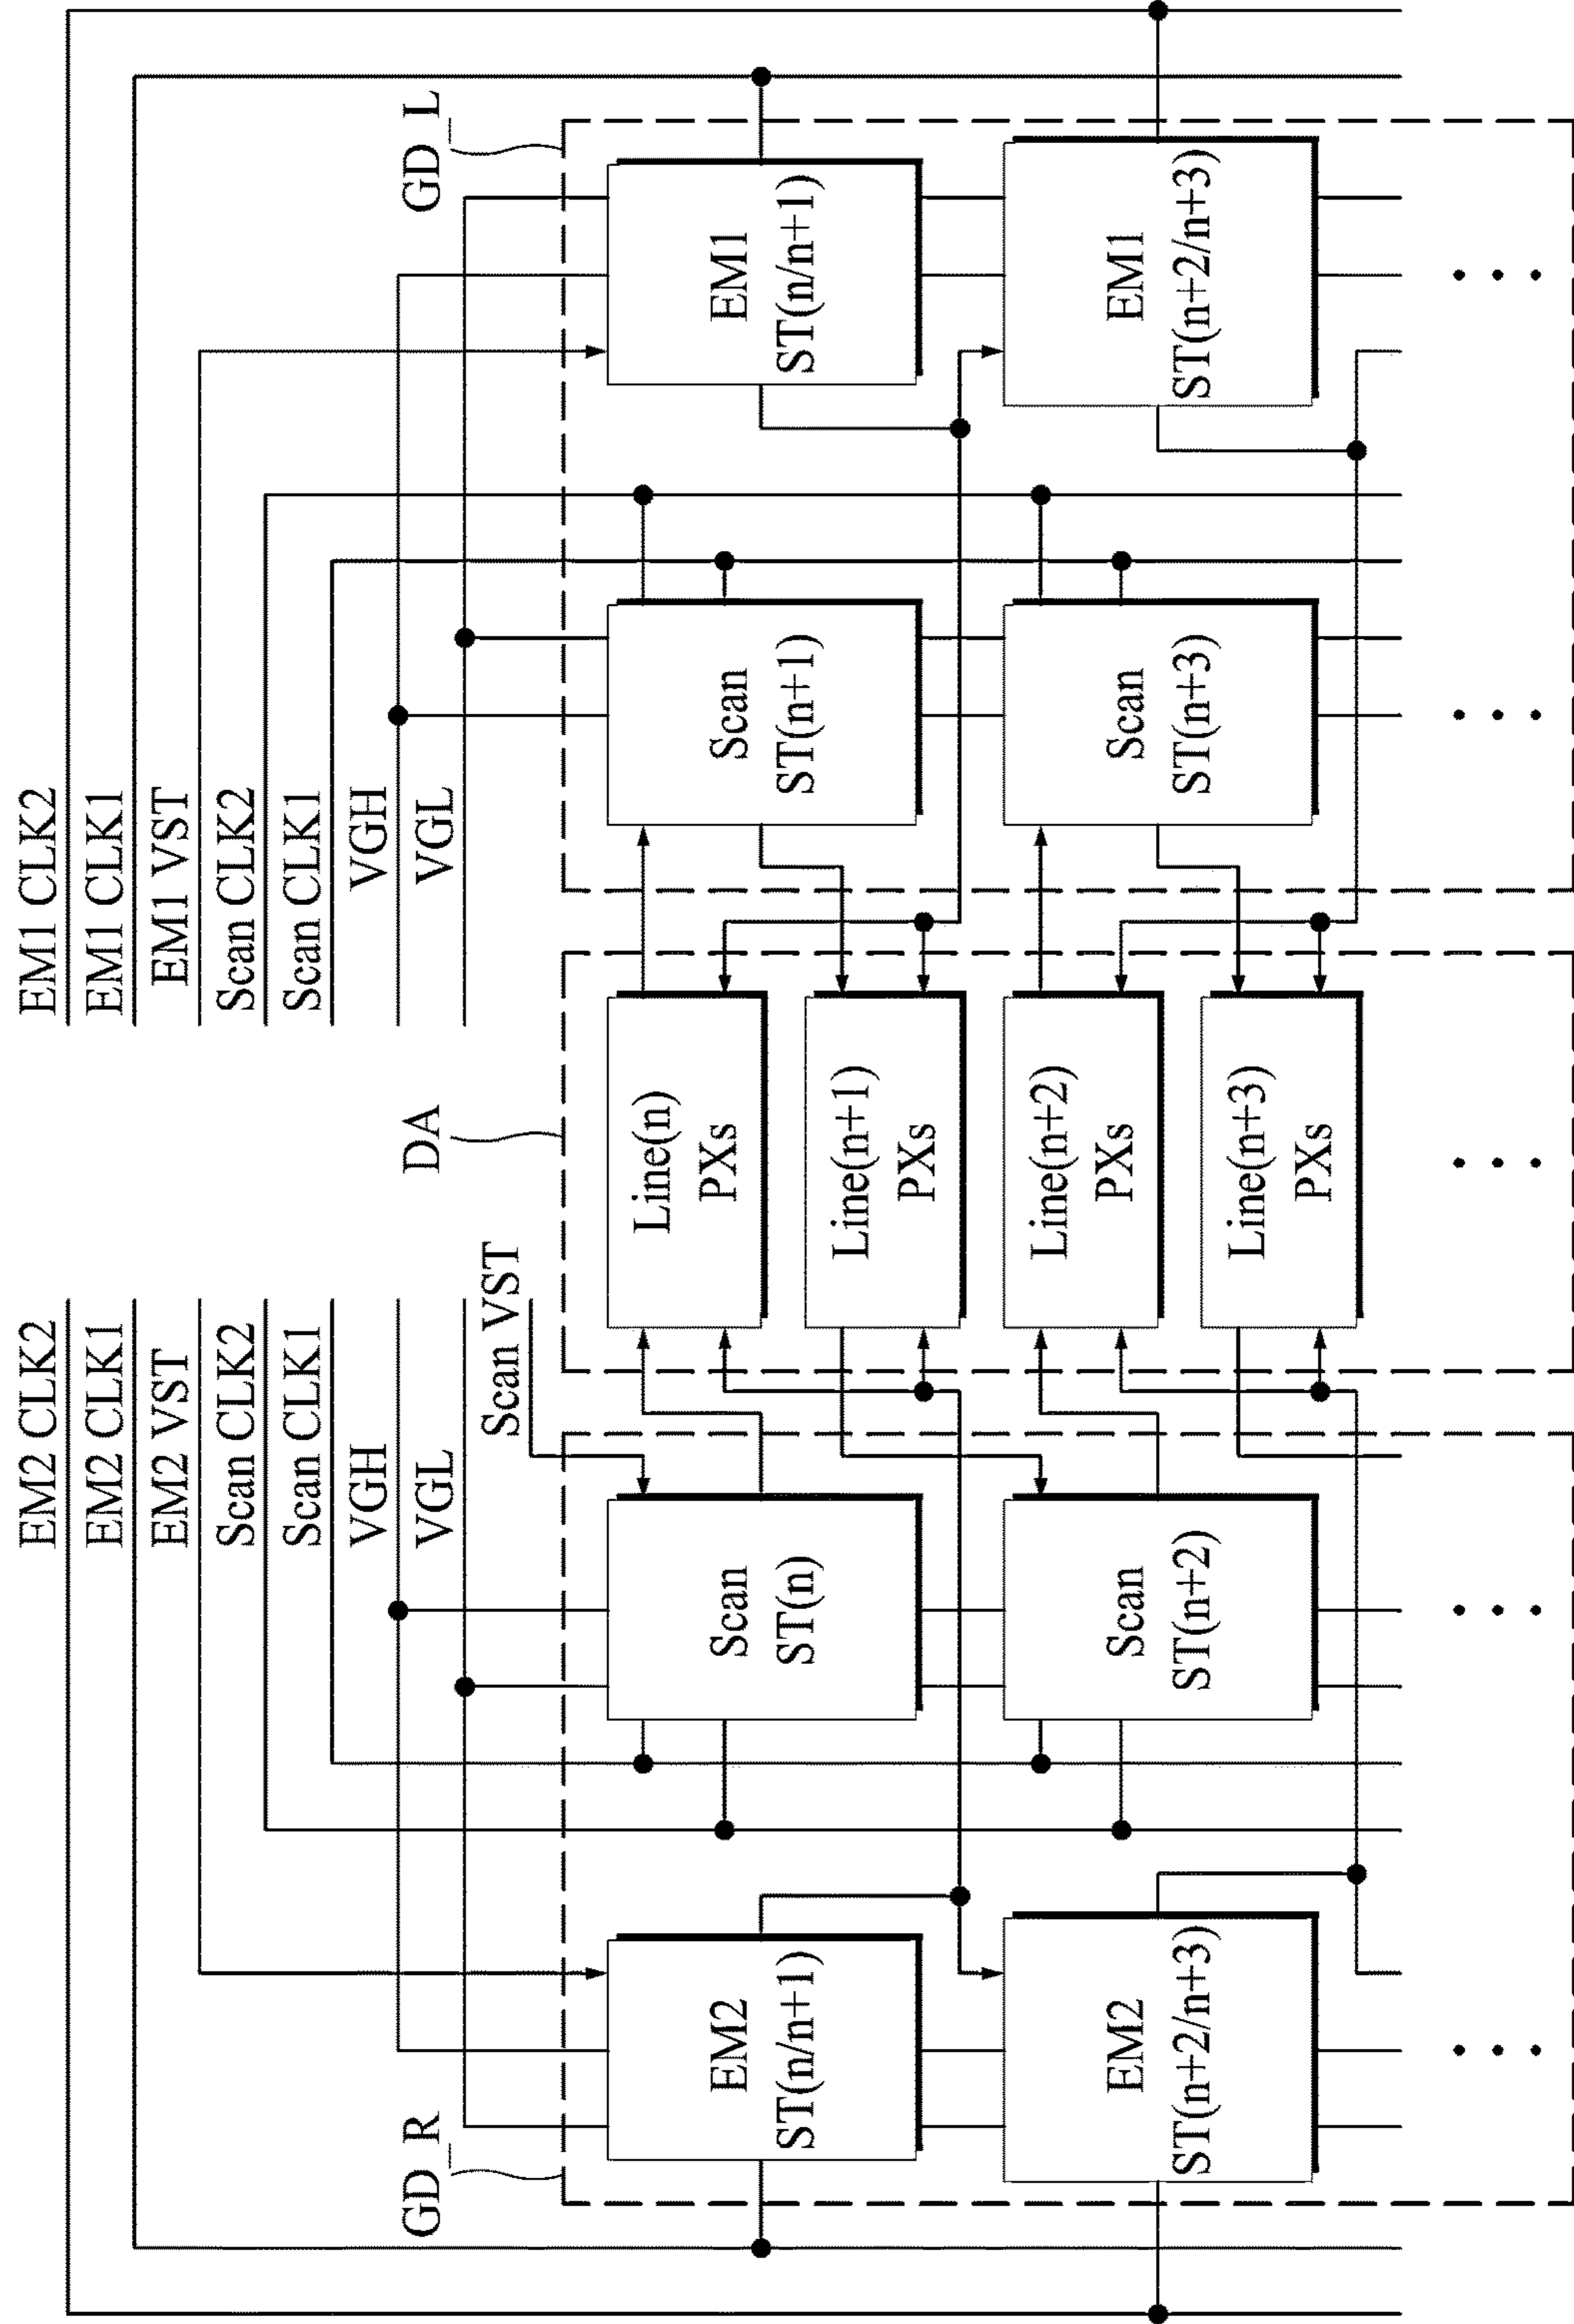 EM2 CLK2
EM2 CLK1
EM2 VST
Scan CLK2
Scan CLK1
VGH
VGL
Scan VST
EM1 CLK2
EM1 CLK1
EM1 VST
Scan CLK2
Scan CLK1
VGH
VGL
GD_R
DA
GD_L
EM2
ST(n/n+1)
Scan
ST(n)
Line(n)
PXs
Line(n+1)
PXs
Scan
ST(n+1)
EM1
ST(n/n+1)
EM2
ST(n+2/n+3)
Scan
ST(n+2)
Line(n+2)
PXs
Line(n+3)
PXs
Scan
ST(n+3)
EM1
ST(n+2/n+3)